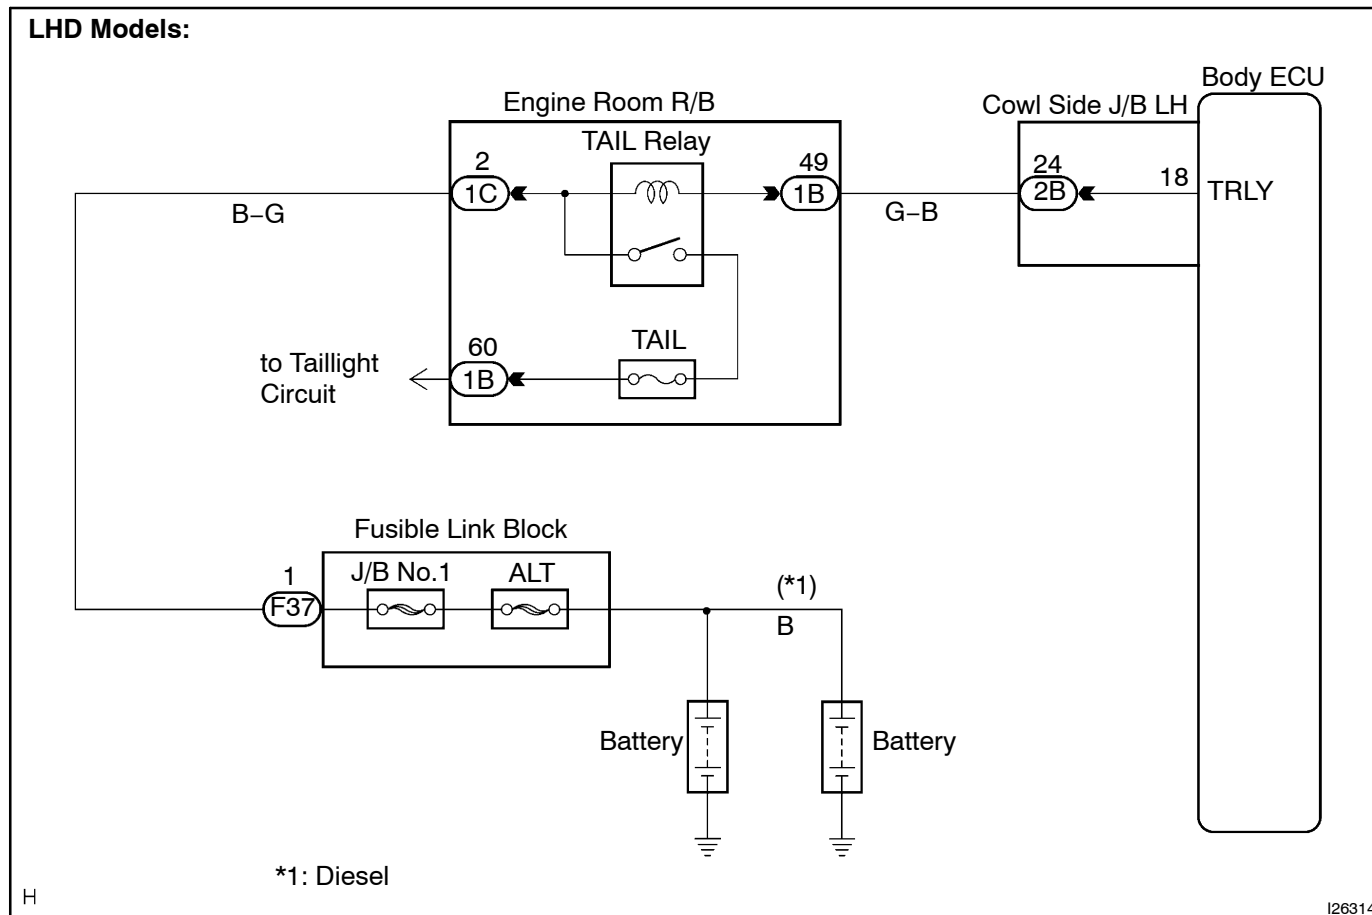 LHD Models:
Body ECU
Engine Room R/B
Cowl Side J/B LH
TAIL Relay
2
1C
49
1B
24
2B
18
TRLY
B–G
G–B
TAIL
60
1B
to Taillight
Circuit
Fusible Link Block
J/B No.1
ALT
1
F37
(*1)
B
Battery
Battery
*1: Diesel
H
I26314